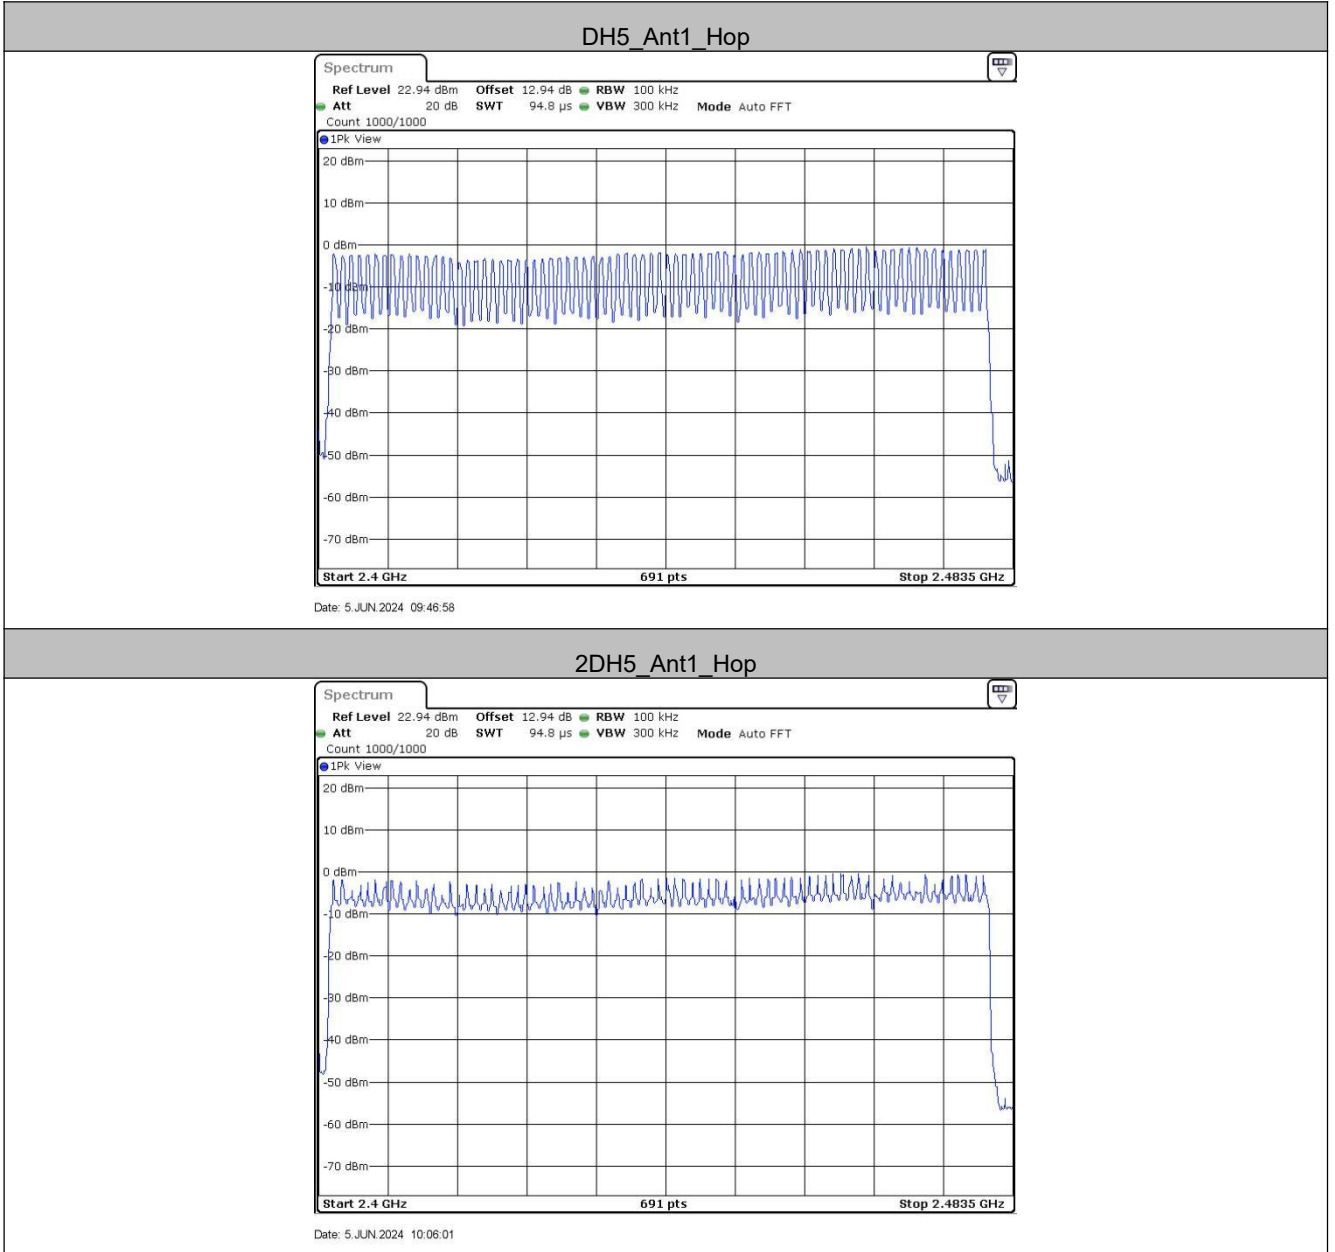 DH5_Ant1_Hop
Spectrum
Ref Level 22.94 dBm Offset 12.94 dB RBW 100 kHz
Att 20 dB SWT 94.8 µs VBW 300 kHz Mode Auto FFT
Count 1000/1000
1Pk View
20 dBm
10 dBm
0 dBm
-10 dBm
-20 dBm
-30 dBm
-40 dBm
-50 dBm
-60 dBm
-70 dBm
Start 2.4 GHz 691 pts Stop 2.4835 GHz
Date: 5.JUN.2024 09:46:58
2DH5_Ant1_Hop
Spectrum
Ref Level 22.94 dBm Offset 12.94 dB RBW 100 kHz
Att 20 dB SWT 94.8 µs VBW 300 kHz Mode Auto FFT
Count 1000/1000
1Pk View
20 dBm
10 dBm
0 dBm
-10 dBm
-20 dBm
-30 dBm
-40 dBm
-50 dBm
-60 dBm
-70 dBm
Start 2.4 GHz 691 pts Stop 2.4835 GHz
Date: 5.JUN.2024 10:06:01